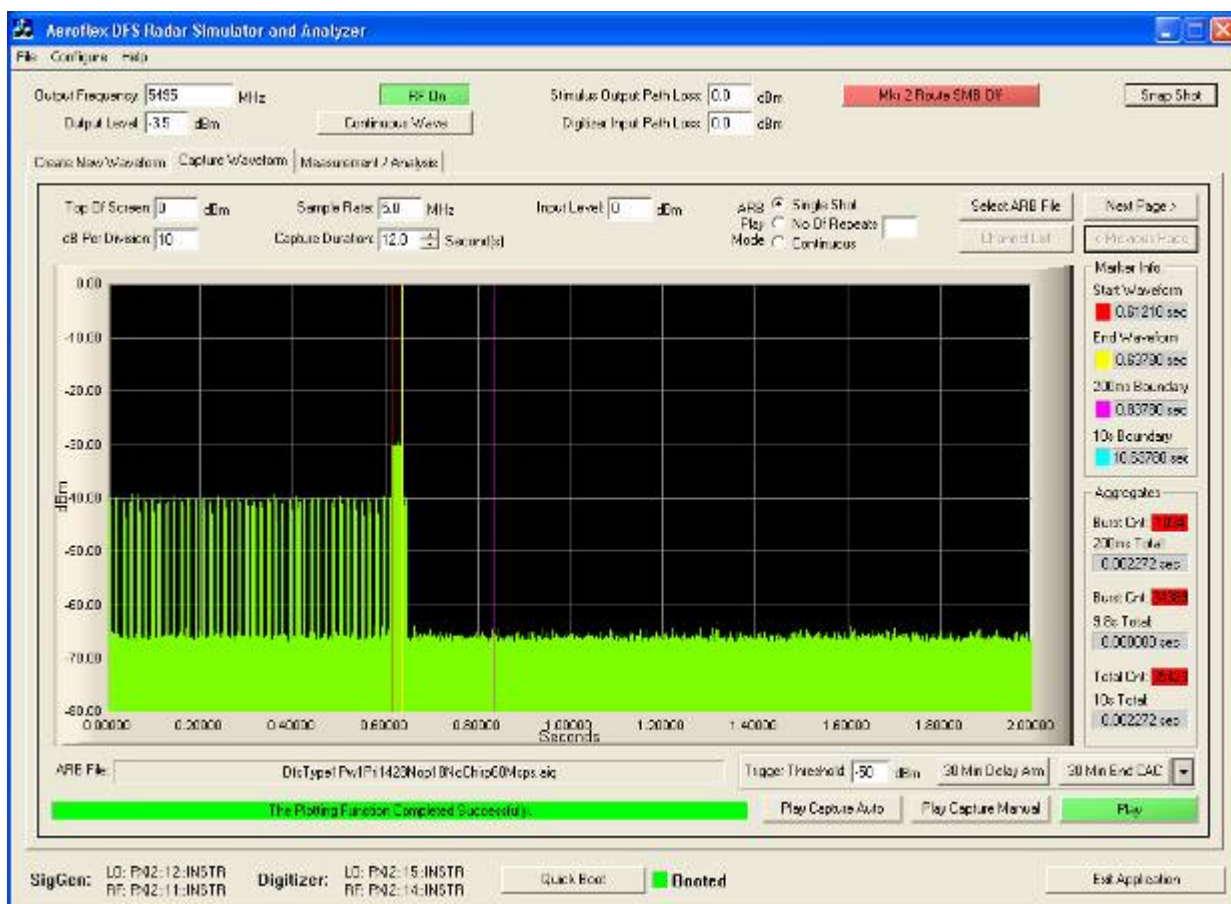 Aeroflex DFS Radar Simulator and Analyzer
File Configure Help
Output Frequency: 5495 MHz RF On Stimulus Output Path Loss: 0.0 dBm Mkr 2 Route SMB Off Snap Shot
Output Level: -3.5 dBm Continuous Wave Digitizer Input Path Loss: 0.0 dBm
Create New Waveform Capture Waveform Measurement / Analysis
Top Of Screen: 0 dBm Sample Rate: 5.0 MHz Input Level: 0 dBm ARB Play Mode Single Shot Select ARB File Next Page >
No Of Repeats
dB Per Division: 10 Capture Duration: 12.0 Second(s) Continuous Channel List < Previous Page
Marker Info
Start Waveform
0.61210 sec
End Waveform
0.63780 sec
200ms Boundary
0.83780 sec
10s Boundary
10.63780 sec
Aggregates
Burst Cnt:
200ms Total
0.002272 sec
Burst Cnt:
9.8s Total:
0.000000 sec
Total Cnt:
10s Total
0.002272 sec
0.00
-10.00
-20.00
-30.00
-40.00
-50.00
-60.00
-70.00
-80.00
dBm
0.00000 0.20000 0.40000 0.60000 0.80000 1.00000 1.20000 1.40000 1.60000 1.80000 2.00000
Seconds
ARB File: Trigger Threshold -50 dBm 30 Min Delay Arm 30 Min End CAC
The Plotting Function Completed Successfully. Play Capture Auto Play Capture Manual Play
SigGen: LO: PXI2::12::INSTR Digitizer: LO: PXI2::15::INSTR Quick Boot Booted Exit Application
RF: PXI2::11::INSTR RF: PXI2::14::INSTR